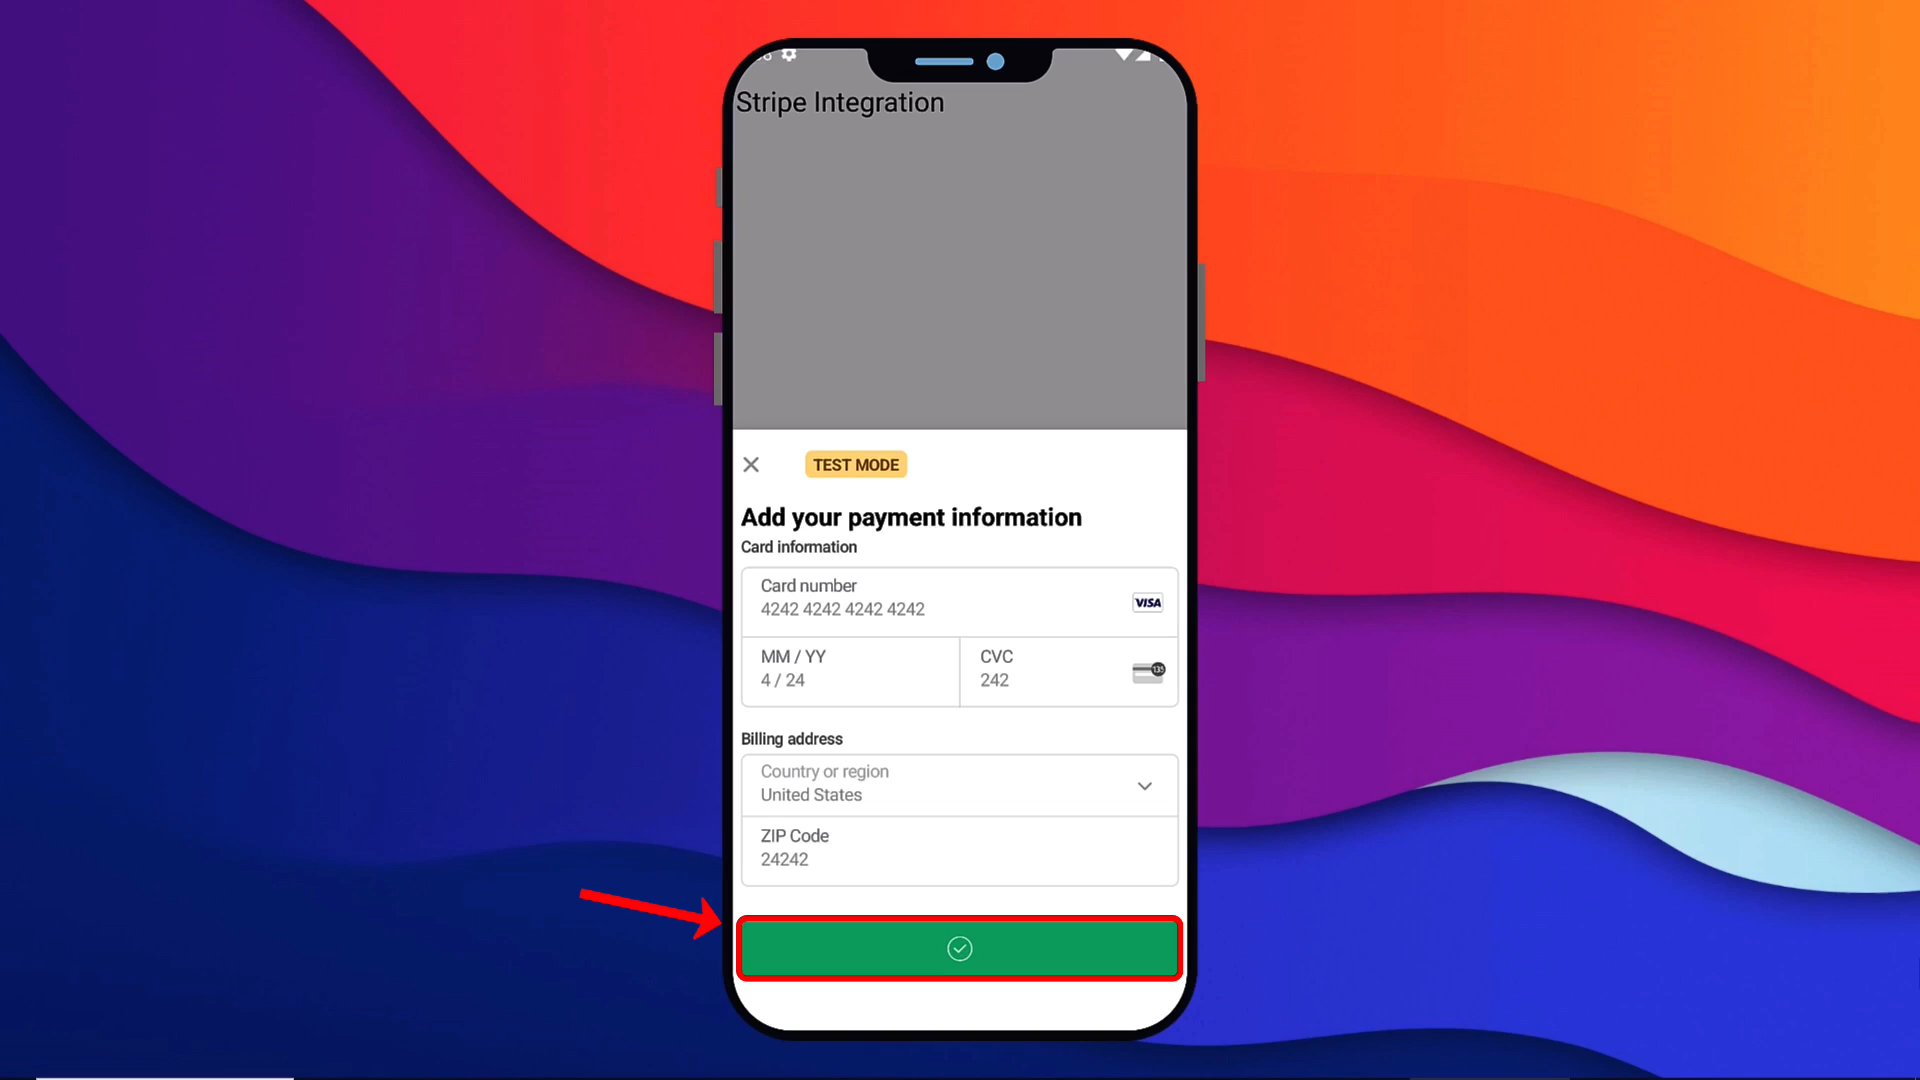 Stripe Integration
TEST MODE
Add your payment information
Card information
Card number
4242 4242 4242 4242
VISA
MM / YY
4 / 24
CVC
242
135
Billing address
Country or region
United States
ZIP Code
24242